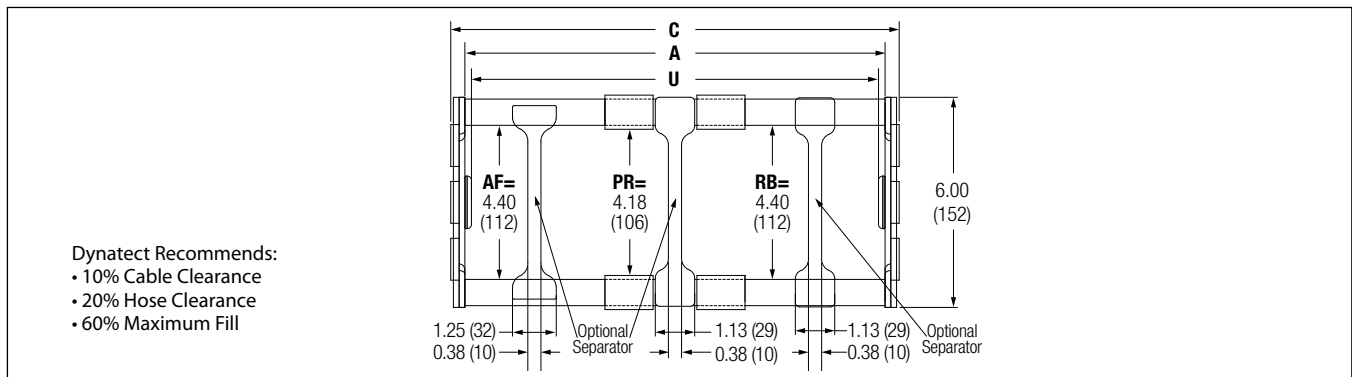 C
A
U
AF=
4.40
(112)
PR=
4.18
(106)
RB=
4.40
(112)
6.00
(152)
Dynatect Recommends:
• 10% Cable Clearance
• 20% Hose Clearance
• 60% Maximum Fill
1.25 (32)
0.38 (10)
Optional
Separator
1.13 (29)
0.38 (10)
1.13 (29)
0.38 (10)
Optional
Separator